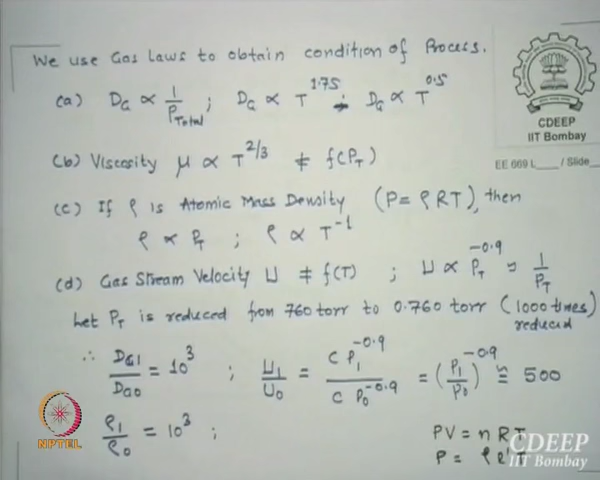 We use Gas Laws to obtain condition of Process.
(a) D_G ∝ 1/P_Total ; D_G ∝ T^1.75 ; D_G ∝ T^0.5
(b) Viscosity μ ∝ T^2/3 ≠ f(P_T)
(c) If ρ is Atomic Mass Density (P = ρRT), then
ρ ∝ P_T ; ρ ∝ T^-1
(d) Gas Stream Velocity U ≠ f(T) ; U ∝ P_T^-0.9 ≈ 1/P_T
Let P_T is reduced from 760 torr to 0.760 torr (1000 times reduced)
∴ D_G1/D_G0 = 10^3 ; U_1/U_0 = C P_1^-0.9 / C P_0^-0.9 = (P_1/P_0)^-0.9 ≅ 500
ρ_1/ρ_0 = 10^3 ;
PV = n RT
P = ρ R' T
CDEEP
IIT Bombay
EE 669 L____ / Slide
NPTEL
CDEEP
IIT Bombay